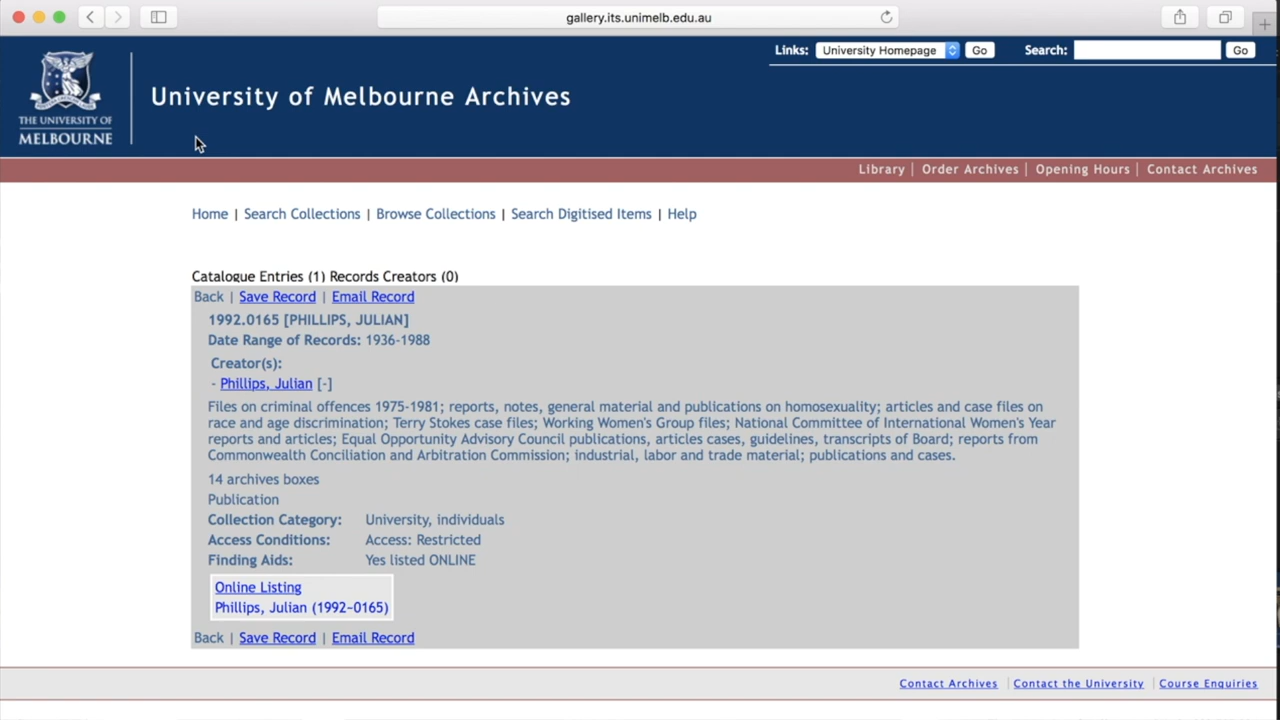 gallery.its.unimelb.edu.au
Links: University Homepage Go Search: Go
THE UNIVERSITY OF
MELBOURNE
University of Melbourne Archives
Library | Order Archives | Opening Hours | Contact Archives
Home | Search Collections | Browse Collections | Search Digitised Items | Help
Catalogue Entries (1) Records Creators (0)
Back | Save Record | Email Record
1992.0165 [PHILLIPS, JULIAN]
Date Range of Records: 1936-1988
Creator(s):
- Phillips, Julian [-]
Files on criminal offences 1975-1981; reports, notes, general material and publications on homosexuality; articles and case files on
race and age discrimination; Terry Stokes case files; Working Women's Group files; National Committee of International Women's Year
reports and articles; Equal Opportunity Advisory Council publications, articles cases, guidelines, transcripts of Board; reports from
Commonwealth Conciliation and Arbitration Commission; industrial, labor and trade material; publications and cases.
14 archives boxes
Publication
Collection Category: University, individuals
Access Conditions: Access: Restricted
Finding Aids: Yes listed ONLINE
Online Listing
Phillips, Julian (1992-0165)
Back | Save Record | Email Record
Contact Archives | Contact the University | Course Enquiries